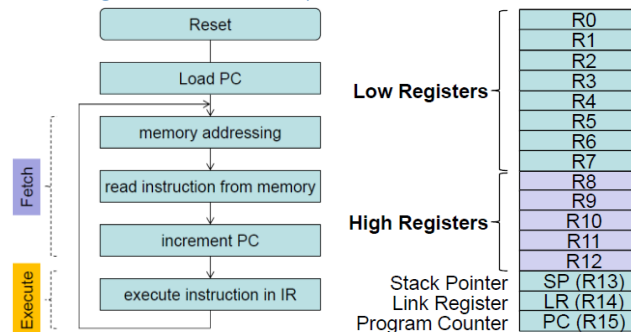 Reset
Load PC
memory addressing
read instruction from memory
increment PC
execute instruction in IR
Fetch
Execute
Low Registers
High Registers
Stack Pointer
Link Register
Program Counter
R0
R1
R2
R3
R4
R5
R6
R7
R8
R9
R10
R11
R12
SP (R13)
LR (R14)
PC (R15)